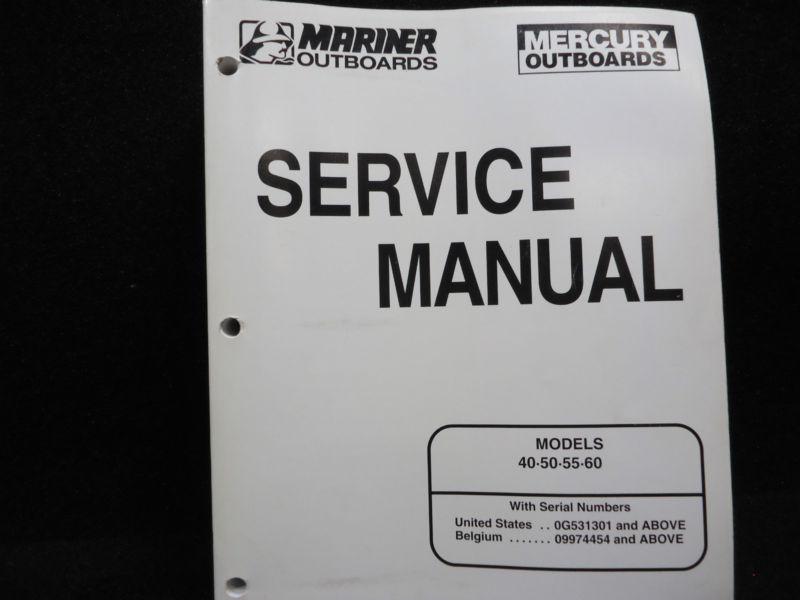 MARINER
OUTBOARDS
MERCURY
OUTBOARDS
SERVICE
MANUAL
MODELS
40·50·55·60
With Serial Numbers
United States .. 0G531301 and ABOVE
Belgium ....... 09974454 and ABOVE